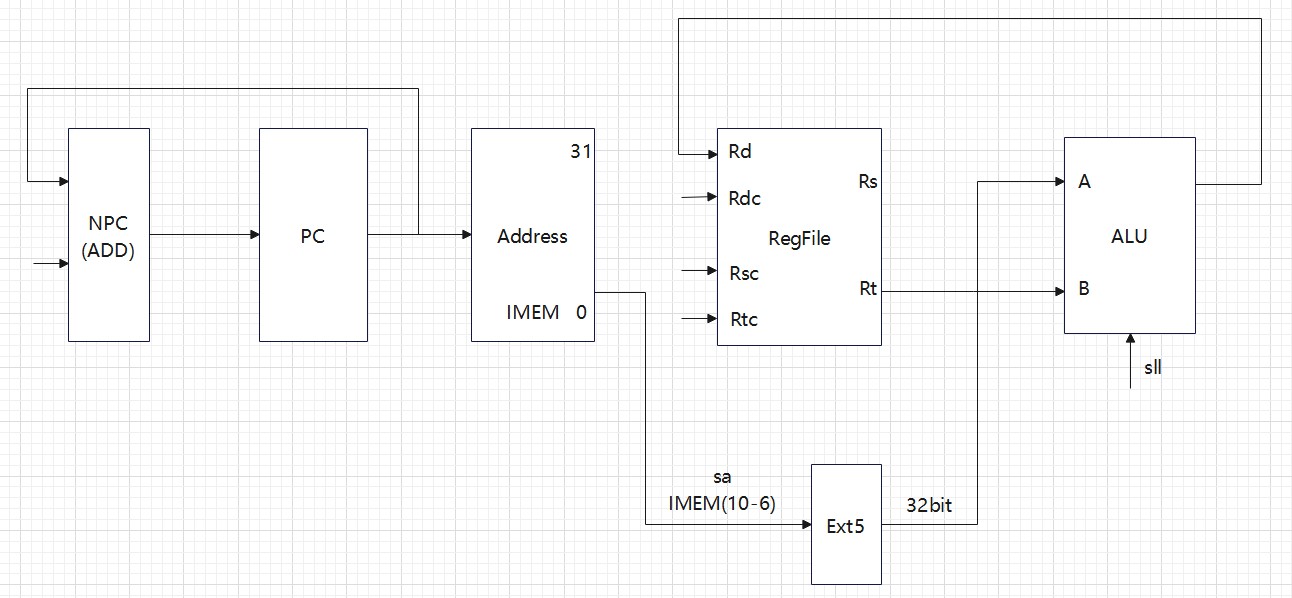 NPC
(ADD)
PC
31
Address
IMEM 0
Rd
Rdc
Rsc
Rtc
RegFile
Rs
Rt
A
B
ALU
sll
sa
IMEM(10-6)
Ext5
32bit